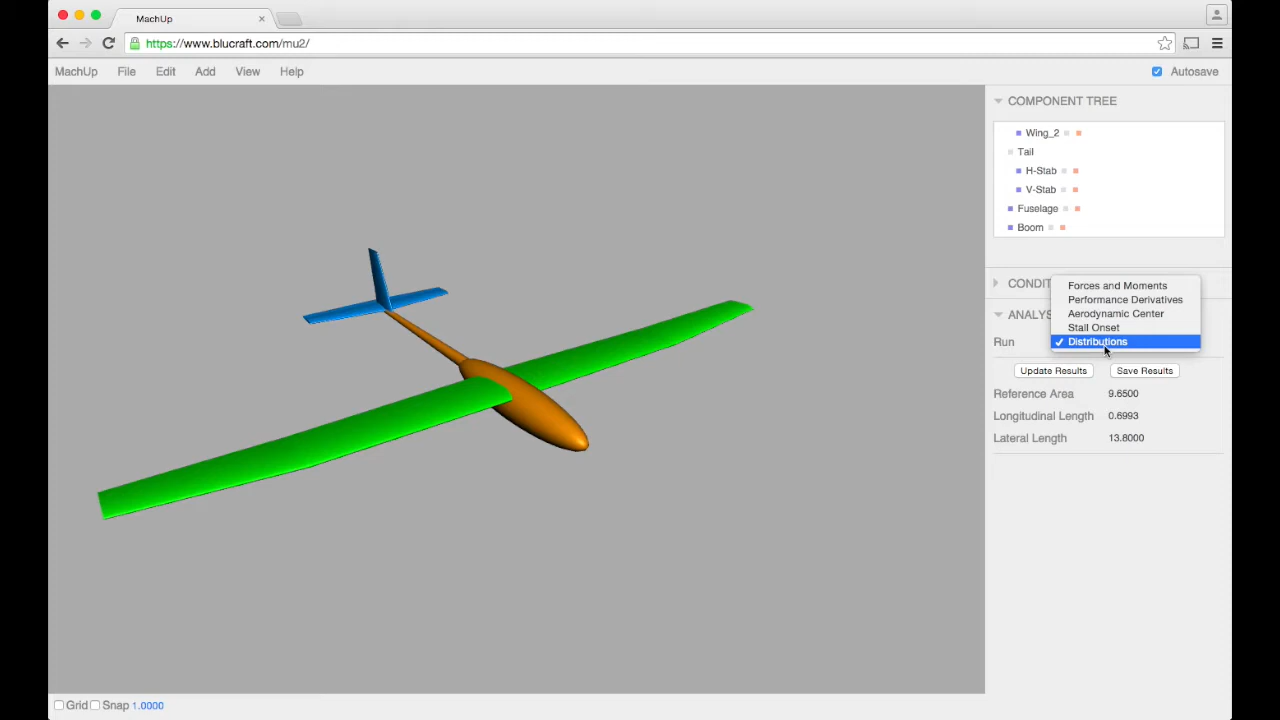 MachUp
https://www.blucraft.com/mu2/
MachUp File Edit Add View Help Autosave
COMPONENT TREE
Wing_2
Tail
H-Stab
V-Stab
Fuselage
Boom
CONDIT
Forces and Moments
Performance Derivatives
Aerodynamic Center
Stall Onset
Distributions
ANALYS
Run
Update Results Save Results
Reference Area 9.6500
Longitudinal Length 0.6993
Lateral Length 13.8000
Grid Snap 1.0000